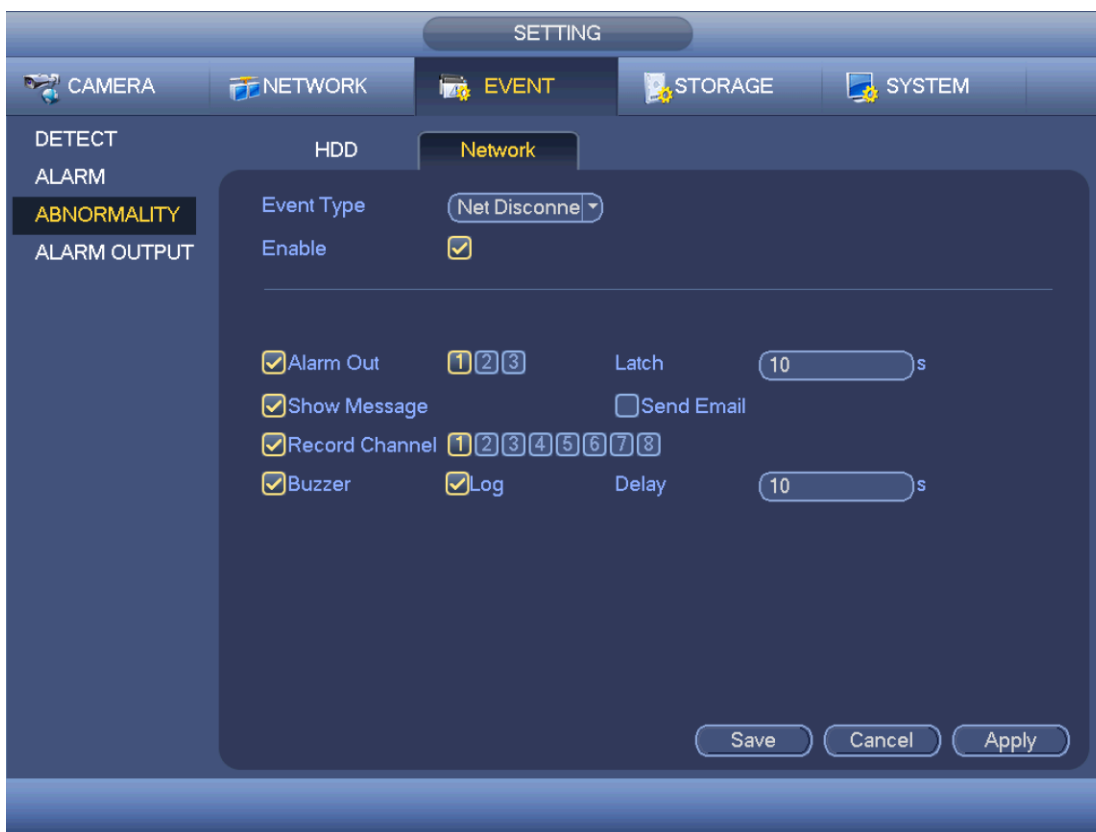 SETTING
CAMERA NETWORK EVENT STORAGE SYSTEM
DETECT
ALARM
ABNORMALITY
ALARM OUTPUT
HDD Network
Event Type Net Disconne
Enable
Alarm Out 1 2 3 Latch 10 s
Show Message Send Email
Record Channel 1 2 3 4 5 6 7 8
Buzzer Log Delay 10 s
Save Cancel Apply